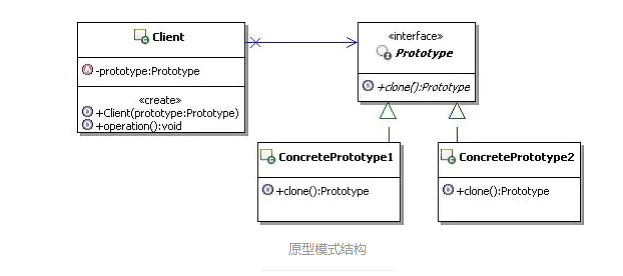 Client
-prototype:Prototype
«create»
+Client(prototype:Prototype)
+operation():void
«interface»
Prototype
+clone():Prototype
ConcretePrototype1
+clone():Prototype
ConcretePrototype2
+clone():Prototype
原型模式结构